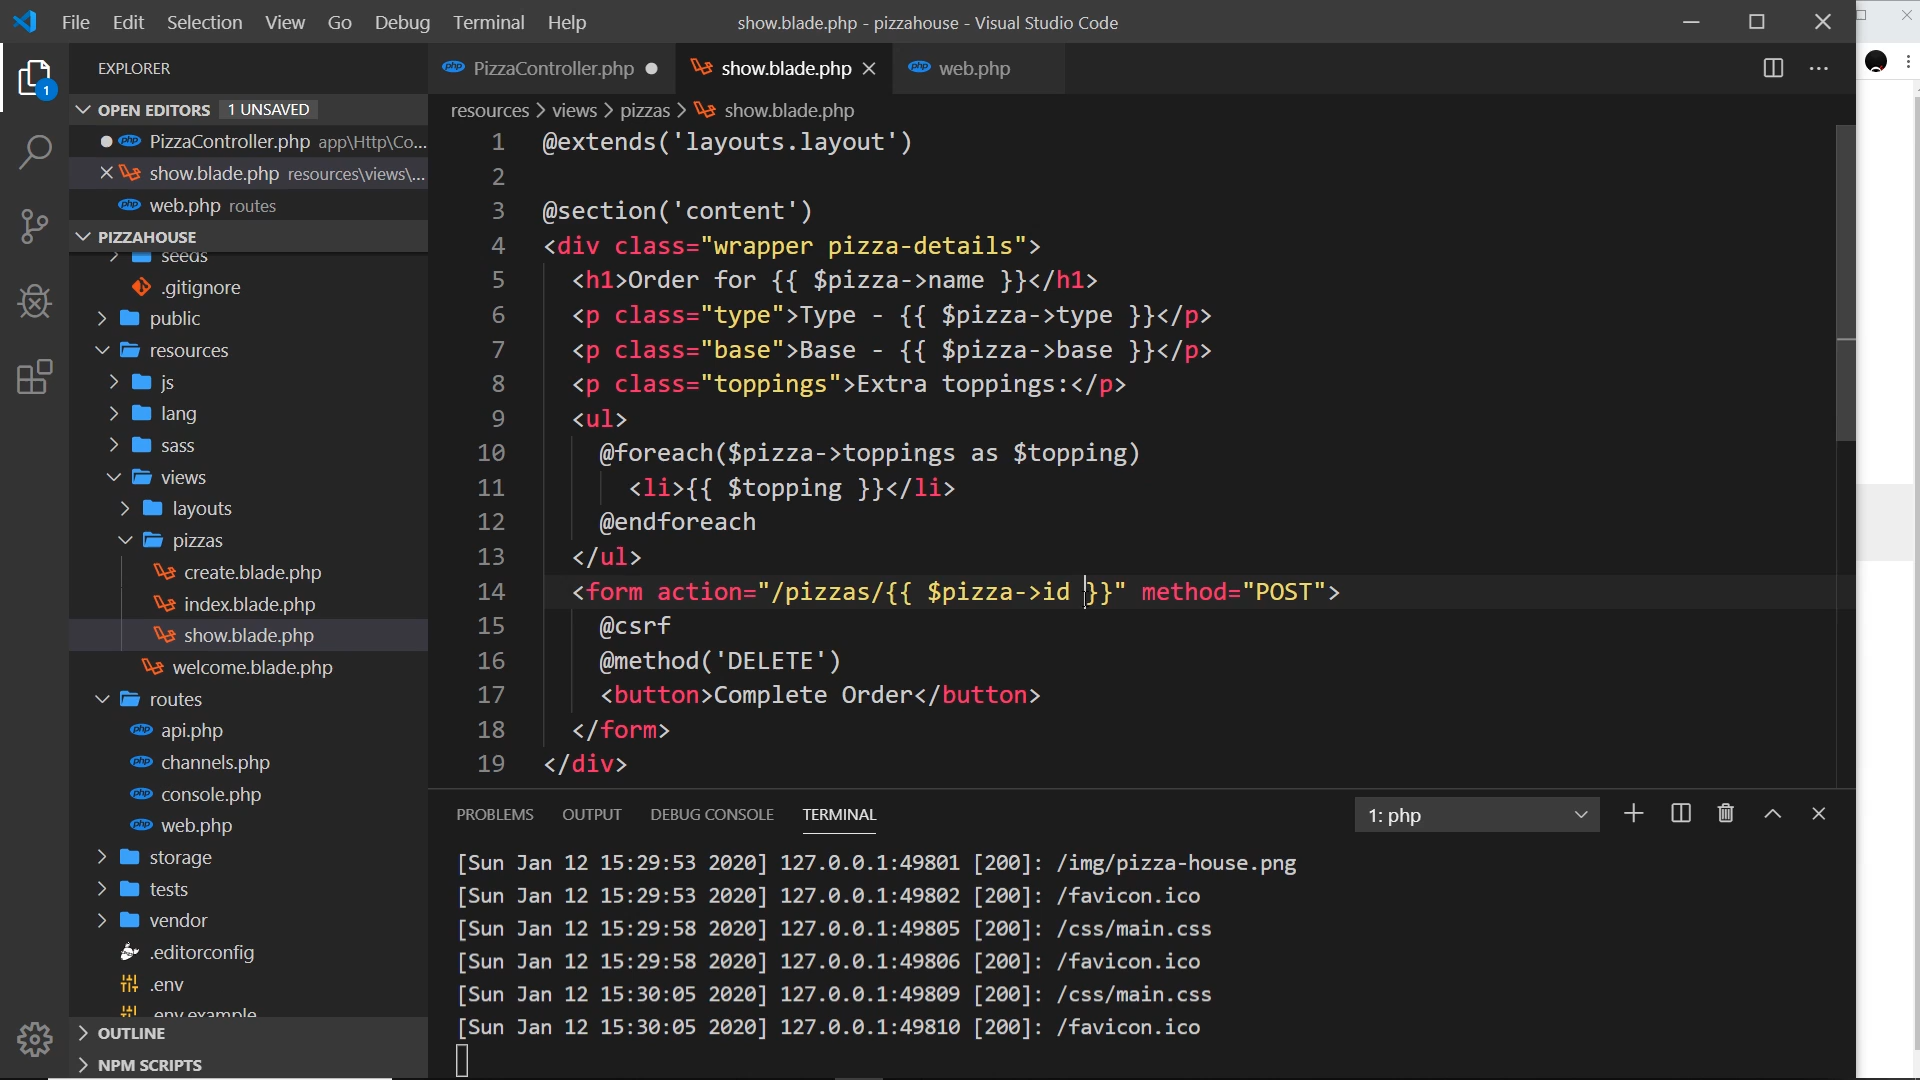 File Edit Selection View Go Debug Terminal Help
show.blade.php - pizzahouse - Visual Studio Code
EXPLORER
OPEN EDITORS 1 UNSAVED
PizzaController.php app\Http\Co...
show.blade.php resources\views\...
web.php routes
PIZZAHOUSE
seeds
.gitignore
public
resources
js
lang
sass
views
layouts
pizzas
create.blade.php
index.blade.php
show.blade.php
welcome.blade.php
routes
api.php
channels.php
console.php
web.php
storage
tests
vendor
.editorconfig
.env
.env.example
OUTLINE
NPM SCRIPTS
1
PizzaController.php
show.blade.php
web.php
resources > views > pizzas > show.blade.php
1 @extends('layouts.layout')
2
3 @section('content')
4 <div class="wrapper pizza-details">
5 <h1>Order for {{ $pizza->name }}</h1>
6 <p class="type">Type - {{ $pizza->type }}</p>
7 <p class="base">Base - {{ $pizza->base }}</p>
8 <p class="toppings">Extra toppings:</p>
9 <ul>
10 @foreach($pizza->toppings as $topping)
11 <li>{{ $topping }}</li>
12 @endforeach
13 </ul>
14 <form action="/pizzas/{{ $pizza->id }}" method="POST">
15 @csrf
16 @method('DELETE')
17 <button>Complete Order</button>
18 </form>
19 </div>
PROBLEMS OUTPUT DEBUG CONSOLE TERMINAL
1: php
[Sun Jan 12 15:29:53 2020] 127.0.0.1:49801 [200]: /img/pizza-house.png
[Sun Jan 12 15:29:53 2020] 127.0.0.1:49802 [200]: /favicon.ico
[Sun Jan 12 15:29:58 2020] 127.0.0.1:49805 [200]: /css/main.css
[Sun Jan 12 15:29:58 2020] 127.0.0.1:49806 [200]: /favicon.ico
[Sun Jan 12 15:30:05 2020] 127.0.0.1:49809 [200]: /css/main.css
[Sun Jan 12 15:30:05 2020] 127.0.0.1:49810 [200]: /favicon.ico